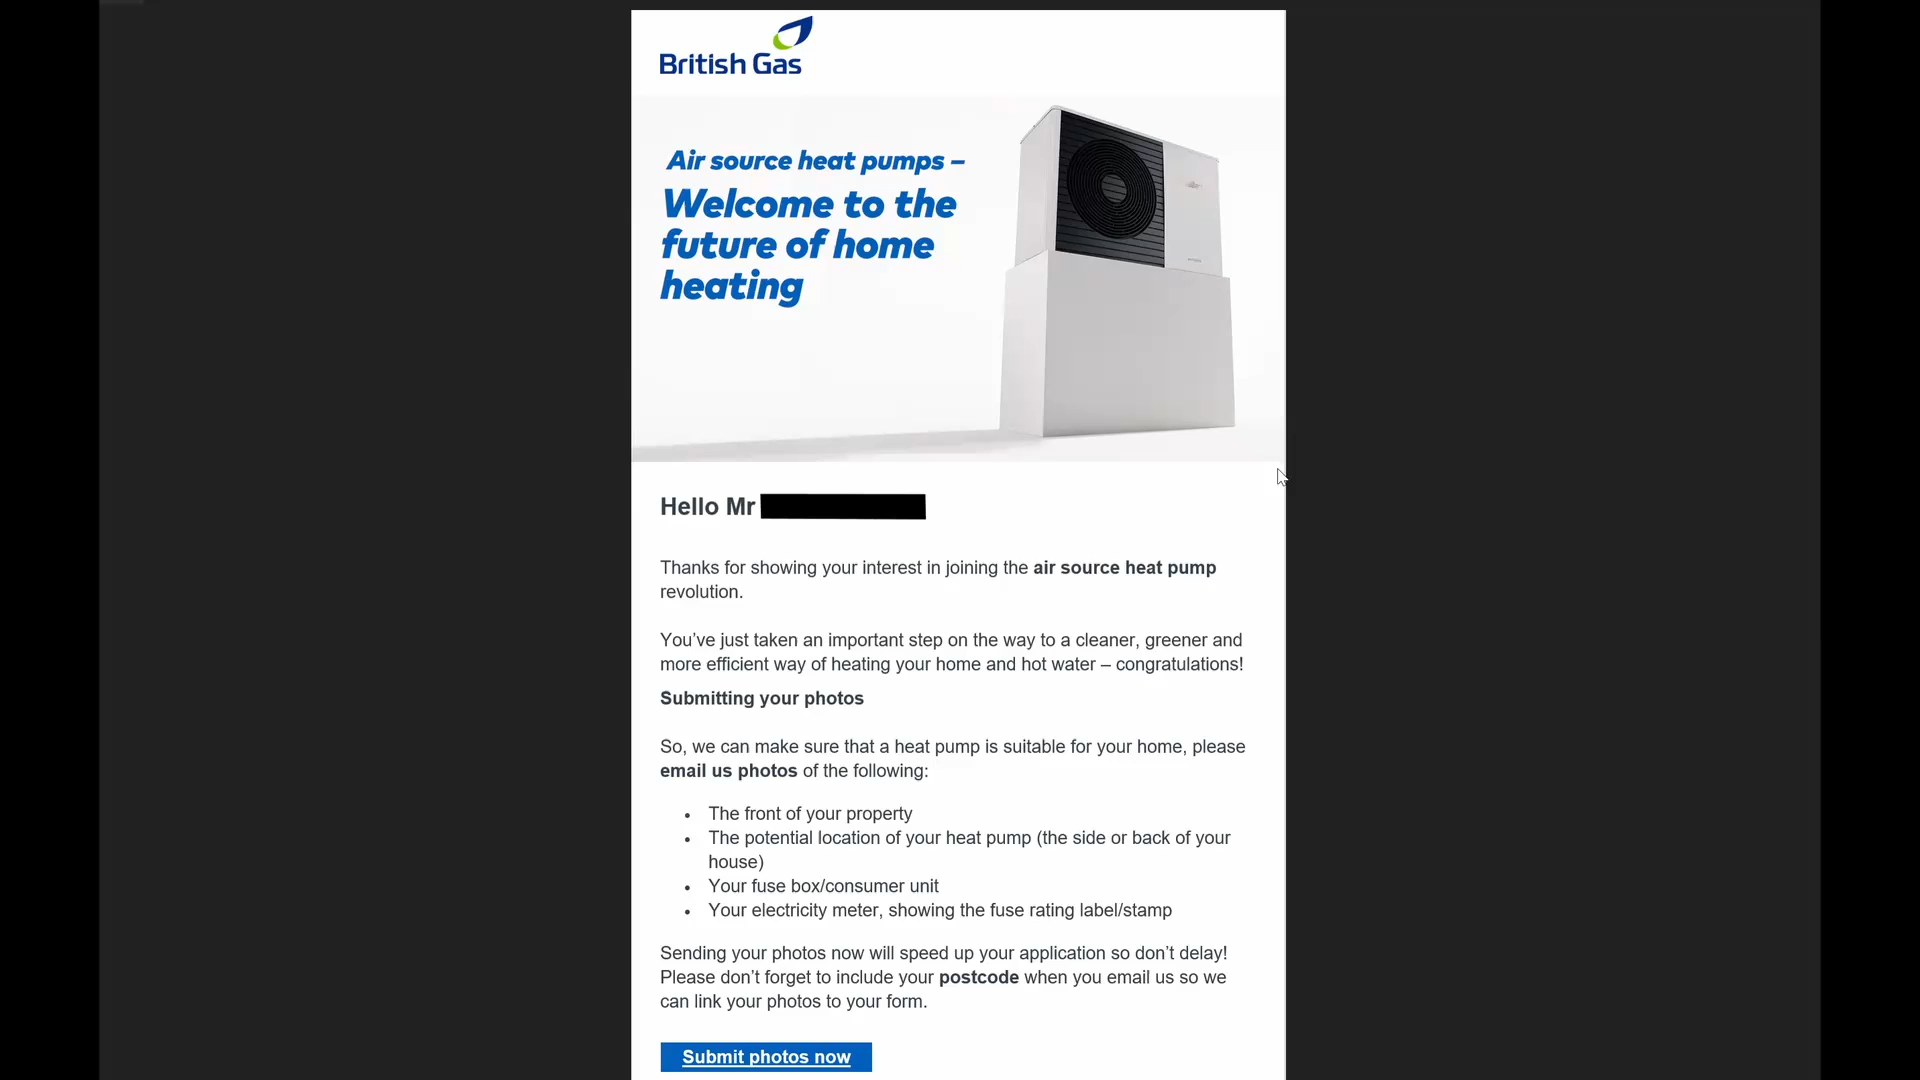 British Gas
Air source heat pumps –
Welcome to the
future of home
heating
Hello Mr
Thanks for showing your interest in joining the air source heat pump
revolution.
You’ve just taken an important step on the way to a cleaner, greener and
more efficient way of heating your home and hot water – congratulations!
Submitting your photos
So, we can make sure that a heat pump is suitable for your home, please
email us photos of the following:
• The front of your property
• The potential location of your heat pump (the side or back of your
house)
• Your fuse box/consumer unit
• Your electricity meter, showing the fuse rating label/stamp
Sending your photos now will speed up your application so don’t delay!
Please don’t forget to include your postcode when you email us so we
can link your photos to your form.
Submit photos now